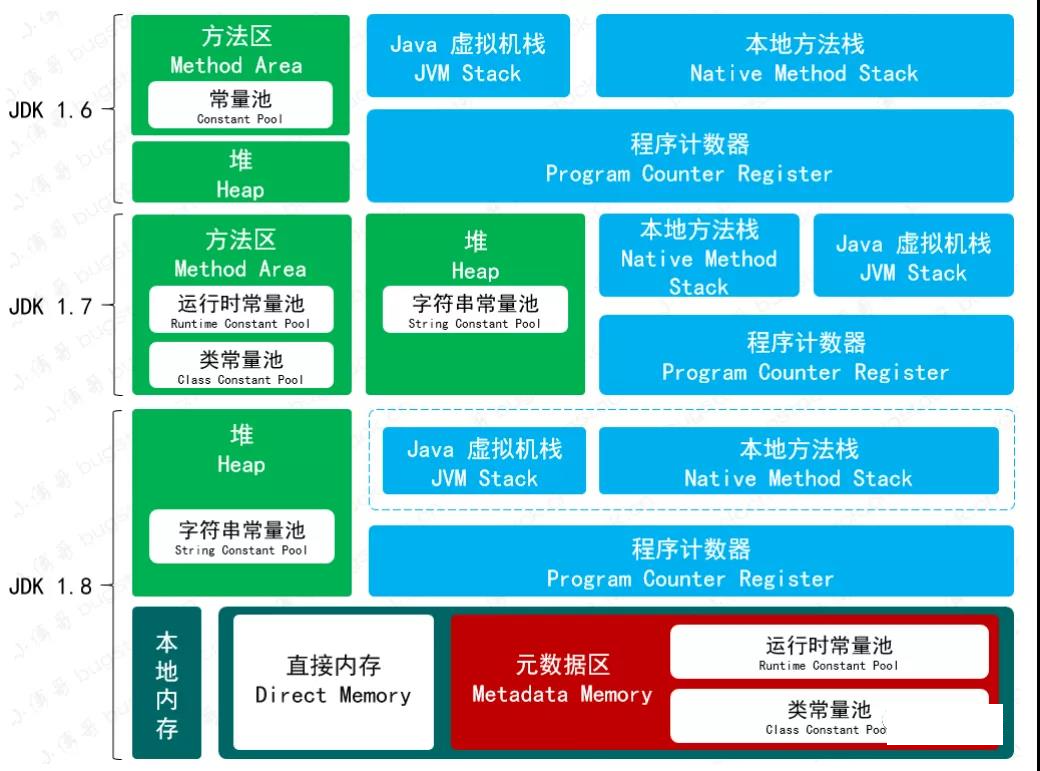 JDK 1.6
方法区
Method Area
常量池
Constant Pool
堆
Heap
Java 虚拟机栈
JVM Stack
本地方法栈
Native Method Stack
程序计数器
Program Counter Register
JDK 1.7
方法区
Method Area
运行时常量池
Runtime Constant Pool
类常量池
Class Constant Pool
堆
Heap
字符串常量池
String Constant Pool
本地方法栈
Native Method
Stack
Java 虚拟机栈
JVM Stack
程序计数器
Program Counter Register
JDK 1.8
堆
Heap
字符串常量池
String Constant Pool
Java 虚拟机栈
JVM Stack
本地方法栈
Native Method Stack
程序计数器
Program Counter Register
本
地
内
存
直接内存
Direct Memory
元数据区
Metadata Memory
运行时常量池
Runtime Constant Pool
类常量池
Class Constant